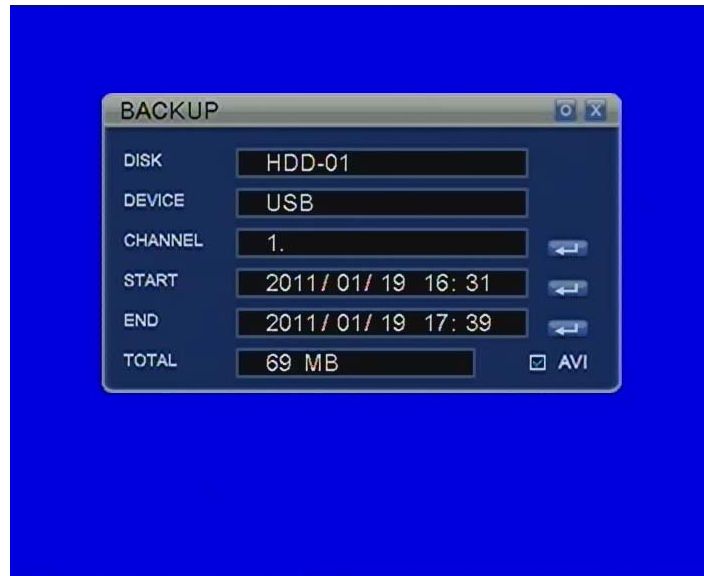 BACKUP O X
DISK HDD-01
DEVICE USB
CHANNEL 1.
START 2011/ 01/ 19 16: 31
END 2011/ 01/ 19 17: 39
TOTAL 69 MB AVI